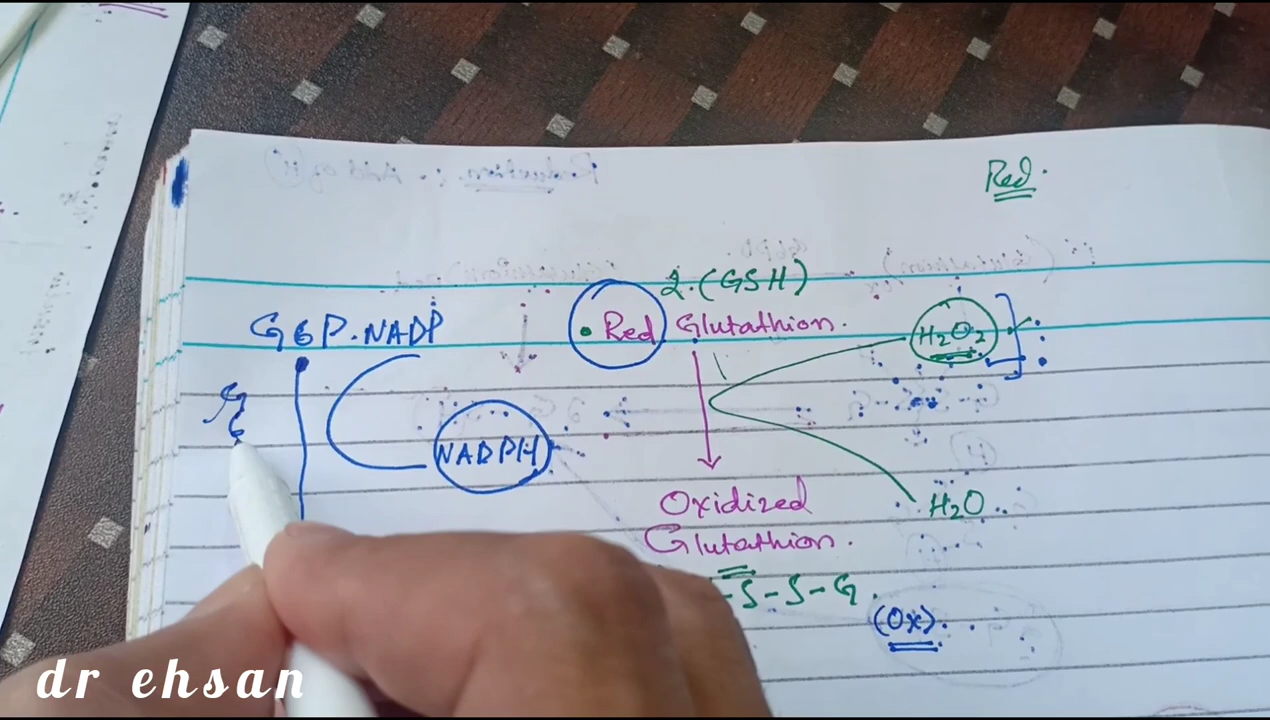 Red.
2.(GSH)
G6P.NADP
Red Glutathion.
H2O2
NADPH
Oxidized
H2O..
Glutathion.
-S-S-G.
(Ox).
dr ehsan